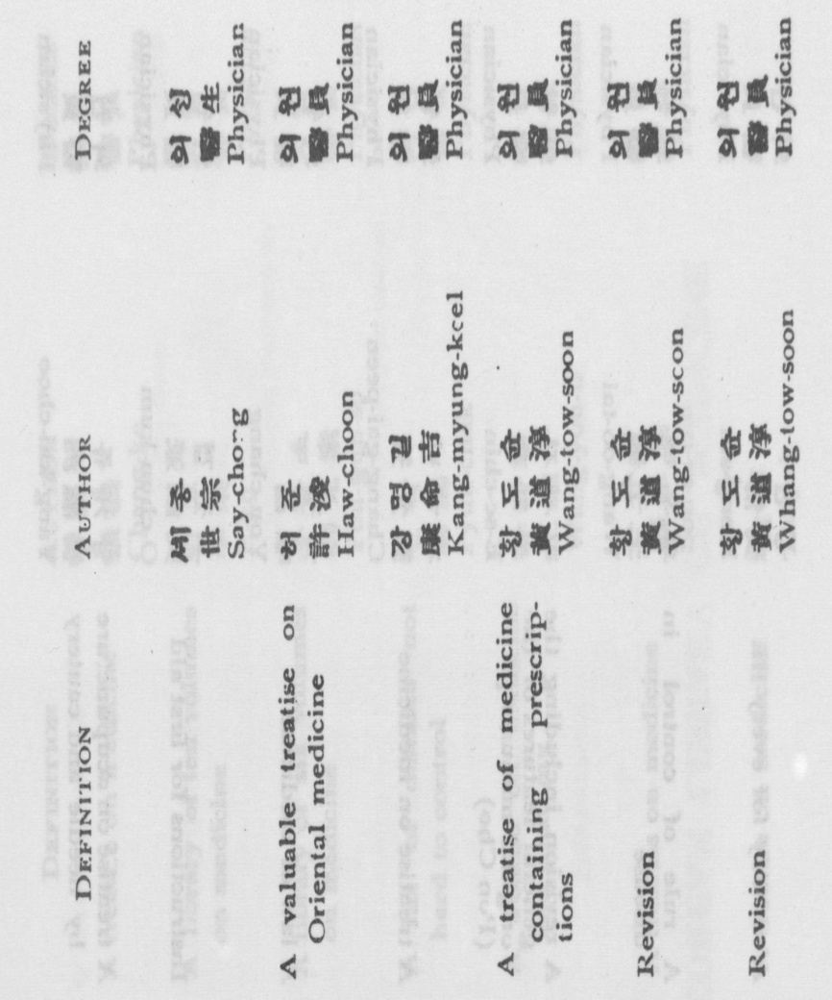 DEFINITION AUTHOR DEGREE
세 종 의 싱
世 宗 醫 生
Say-chong Physician
A valuable treatise on 허 준 의 원
Oriental medicine 許 浚 醫 員
Haw-choon Physician
강 명 길 의 원
康 命 吉 醫 員
Kang-myung-keel Physician
A treatise of medicine 황 도 슌 의 원
containing prescrip- 黃 道 淳 醫 員
tions Wang-tow-soon Physician
황 도 슌 의 원
Revision 黃 道 淳 醫 員
Wang-tow-soon Physician
황 도 슌 의 원
Revision 黃 道 淳 醫 員
Whang-tow-soon Physician